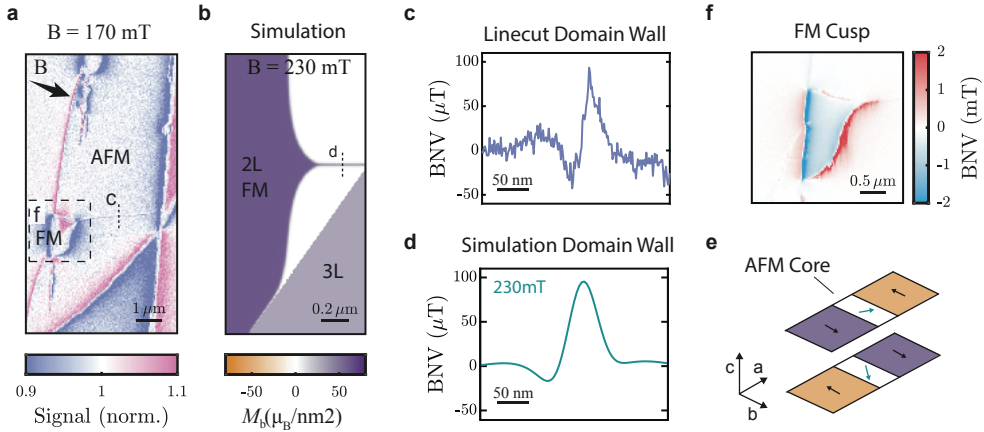 a
B = 170 mT
B
AFM
c
f
FM
1 μm
0.9
1
1.1
Signal (norm.)
b
Simulation
B = 230 mT
2L
FM
d
3L
0.2 μm
-50
0
50
M_b(μ_B/nm2)
c
Linecut Domain Wall
BNV (μT)
100
50
0
-50
50 nm
d
Simulation Domain Wall
BNV (μT)
100
50
0
-50
230mT
50 nm
f
FM Cusp
0.5 μm
2
1
0
-1
-2
BNV (mT)
e
AFM Core
c
a
b